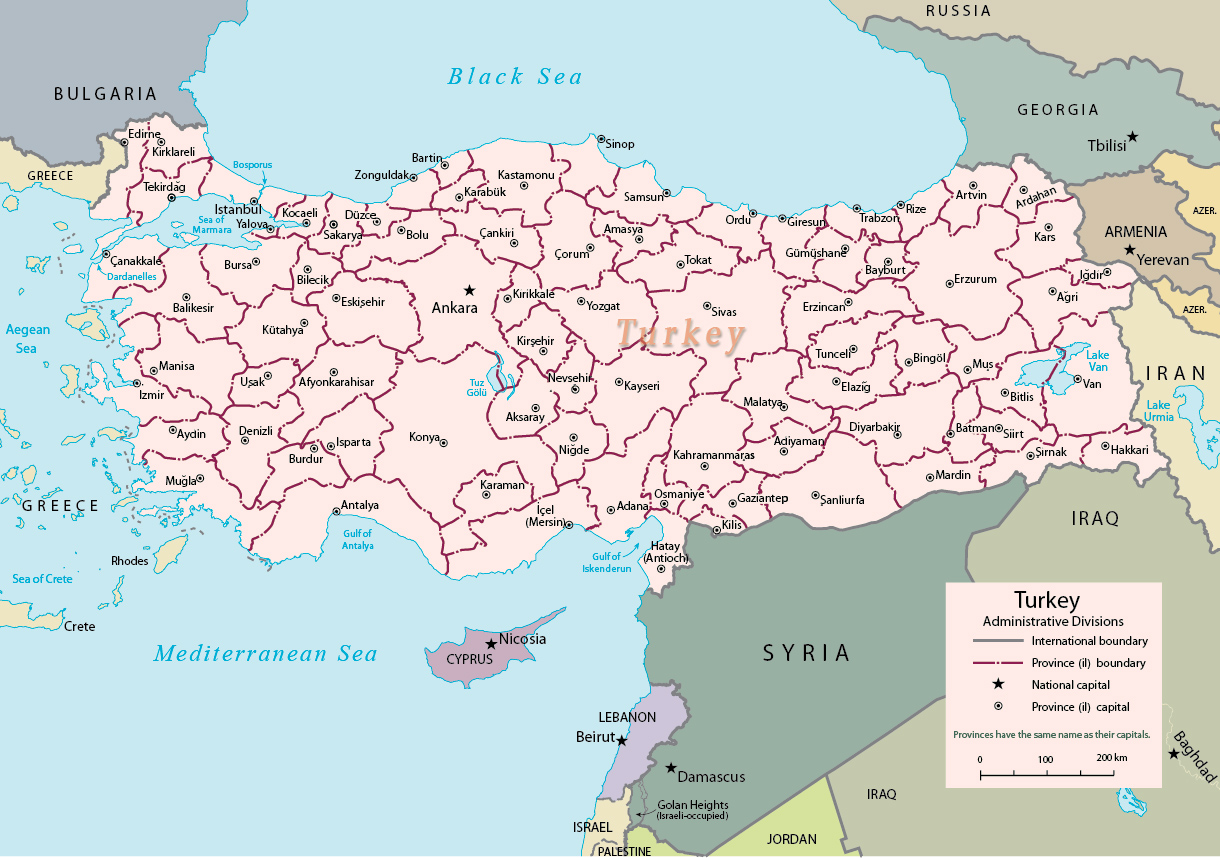 RUSSIA
Black Sea
BULGARIA
GEORGIA
Tbilisi
Edirne
Kirklareli
Sinop
Bartin
Bosporus
GREECE
Zonguldak
Kastamonu
Karabük
Tekirdağ
Samsun
Artvin
Ardahan
AZER.
Istanbul
Kocaeli
Düzce
Ordu
Giresun
Trabzon
Rize
Sea of
Marmara
Yalova
Sakarya
Bolu
Çankiri
Amasya
Kars
ARMENIA
Yerevan
Çanakkale
Dardanelles
Bursa
Bilecik
Çorum
Tokat
Gümüşhane
Bayburt
Erzurum
Iğdır
Ağri
AZER.
Balikesir
Eskişehir
Ankara
Kirikkale
Yozgat
Sivas
Erzincan
Aegean
Sea
Kütahya
Kirşehir
Turkey
Tunceli
Bingöl
Muş
Lake
Van
IRAN
Manisa
Uşak
Afyonkarahisar
Tuz
Gölü
Nevsehir
Kayseri
Elaziğ
Van
Izmir
Malatya
Bitlis
Lake
Urmia
Aksaray
Aydin
Denizli
Isparta
Konya
Diyarbakir
Batman
Siirt
Burdur
Niğde
Kahramanmaras
Adiyaman
Şırnak
Hakkari
Muğla
Karaman
Mardin
GREECE
Antalya
Içel
(Mersin)
Adana
Osmaniye
Gaziantep
Şanliurfa
Kilis
IRAQ
Gulf of
Antalya
Hatay
(Antioch)
Gulf of
Iskenderun
Rhodes
Sea of Crete
Crete
Mediterranean Sea
Nicosia
CYPRUS
SYRIA
Turkey
Administrative Divisions
International boundary
Province (il) boundary
National capital
Province (il) capital
Provinces have the same name as their capitals.
0 100 200 km
LEBANON
Beirut
Damascus
Baghdad
Golan Heights
(Israeli-occupied)
IRAQ
ISRAEL
JORDAN
PALESTINE